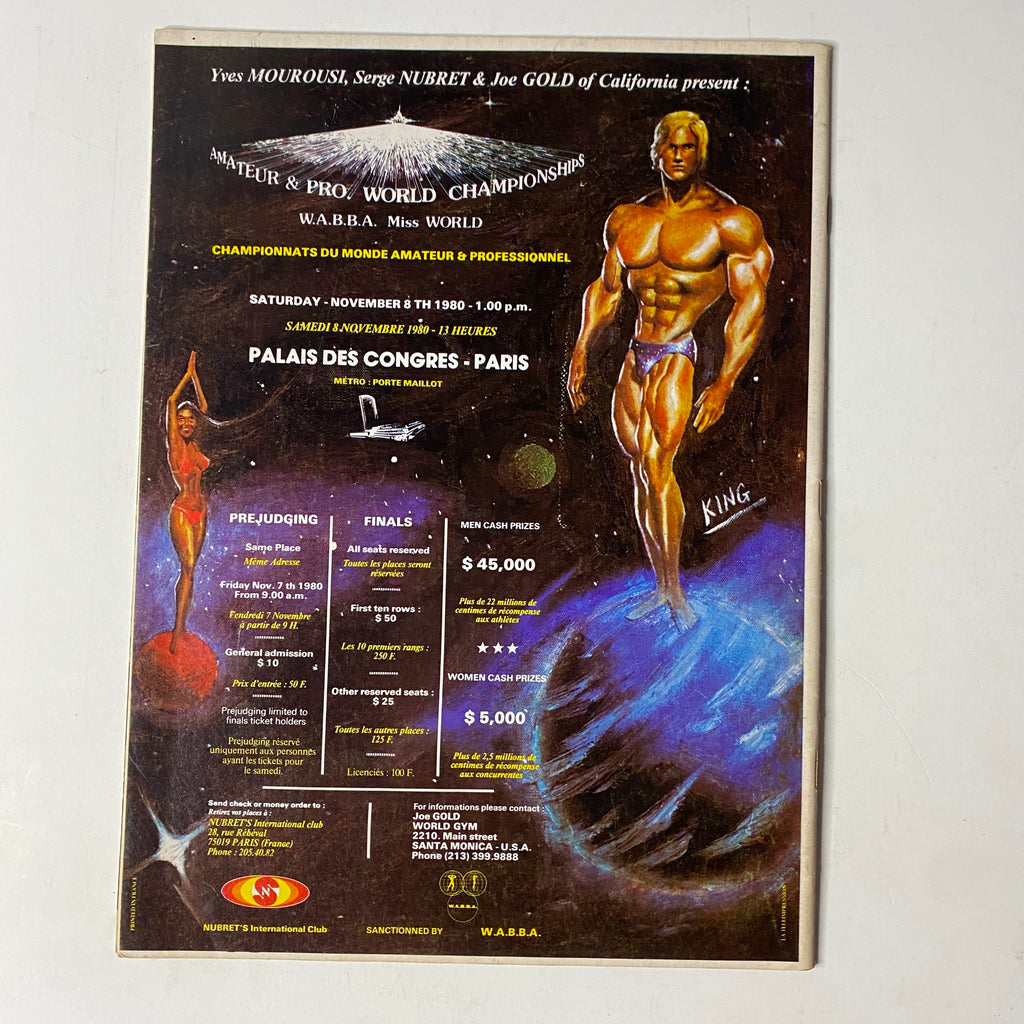 Yves MOUROUSI, Serge NUBRET & Joe GOLD of California present :
AMATEUR & PRO. WORLD CHAMPIONSHIPS
W.A.B.B.A. Miss WORLD
CHAMPIONNATS DU MONDE AMATEUR & PROFESSIONNEL
SATURDAY - NOVEMBER 8 TH 1980 - 1.00 p.m.
SAMEDI 8 NOVEMBRE 1980 - 13 HEURES
PALAIS DES CONGRES - PARIS
MÉTRO : PORTE MAILLOT
KING
PREJUDGING
Same Place
Même Adresse
Friday Nov. 7 th 1980
From 9.00 a.m.
Vendredi 7 Novembre
à partir de 9 H.
General admission
$ 10
Prix d'entrée : 50 F.
Prejudging limited to
finals ticket holders
Prejudging réservé
uniquement aux personnes
ayant les tickets pour
le samedi.
FINALS
All seats reserved
Toutes les places seront
réservées
First ten rows :
$ 50
Les 10 premiers rangs :
250 F.
Other reserved seats :
$ 25
Toutes les autres places :
125 F.
Licenciés : 100 F.
MEN CASH PRIZES
$ 45,000
Plus de 22 millions de
centimes de récompense
aux athlètes
WOMEN CASH PRIZES
$ 5,000
Plus de 2,5 millions de
centimes de récompense
aux concurrentes
Send check or money order to :
Retirez vos places à :
NUBRET'S International club
28, rue Rébéval
75019 PARIS (France)
Phone : 205.40.82
For informations please contact :
Joe GOLD
WORLD GYM
2210. Main street
SANTA MONICA - U.S.A.
Phone (213) 399.9888
N
W.A.B.B.A.
NUBRET'S International Club
SANCTIONNED BY
W.A.B.B.A.
PRINTED IN FRANCE